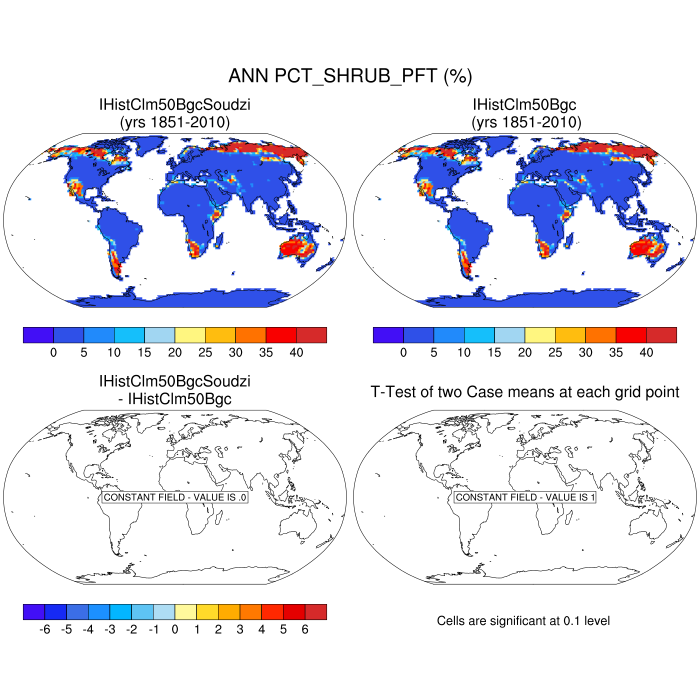 ANN PCT_SHRUB_PFT (%)
IHistClm50BgcSoudzi
(yrs 1851-2010)
IHistClm50Bgc
(yrs 1851-2010)
0 5 10 15 20 25 30 35 40
0 5 10 15 20 25 30 35 40
IHistClm50BgcSoudzi
- IHistClm50Bgc
T-Test of two Case means at each grid point
CONSTANT FIELD - VALUE IS .0
CONSTANT FIELD - VALUE IS 1
-6 -5 -4 -3 -2 -1 0 1 2 3 4 5 6
Cells are significant at 0.1 level